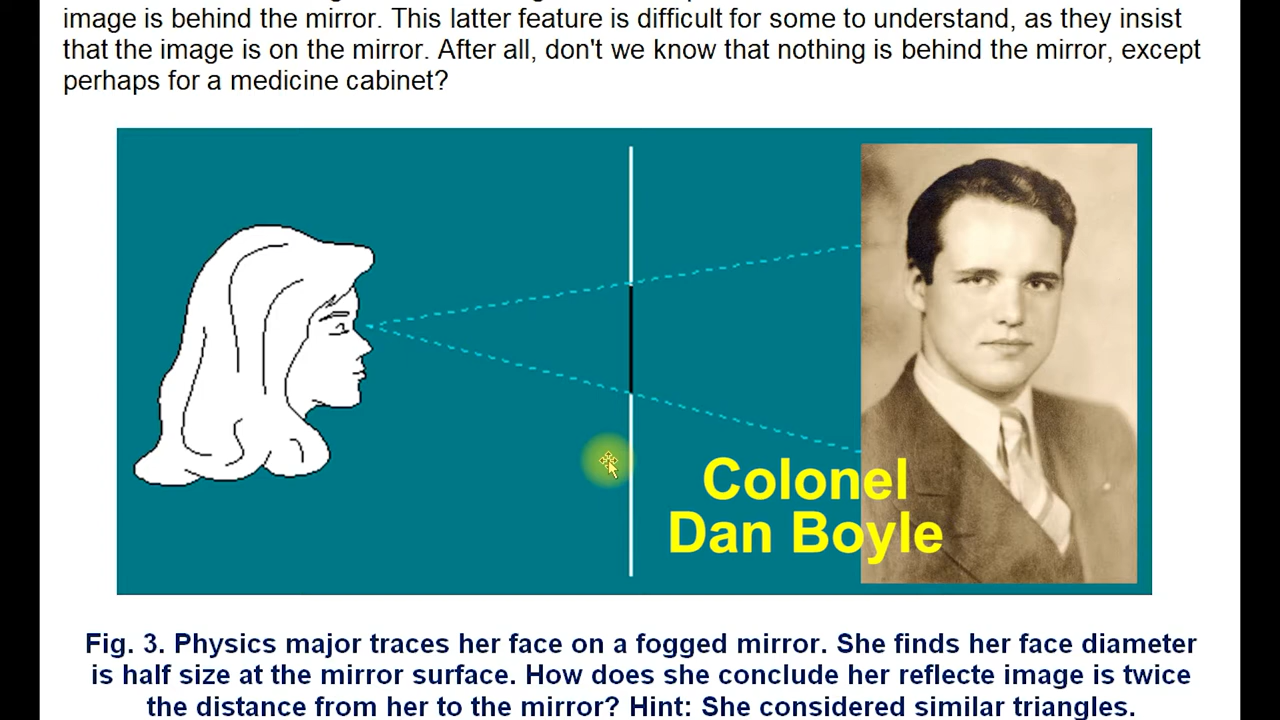 image is behind the mirror. This latter feature is difficult for some to understand, as they insist
that the image is on the mirror. After all, don't we know that nothing is behind the mirror, except
perhaps for a medicine cabinet?
Colonel
Dan Boyle
Fig. 3. Physics major traces her face on a fogged mirror. She finds her face diameter
is half size at the mirror surface. How does she conclude her reflecte image is twice
the distance from her to the mirror? Hint: She considered similar triangles.